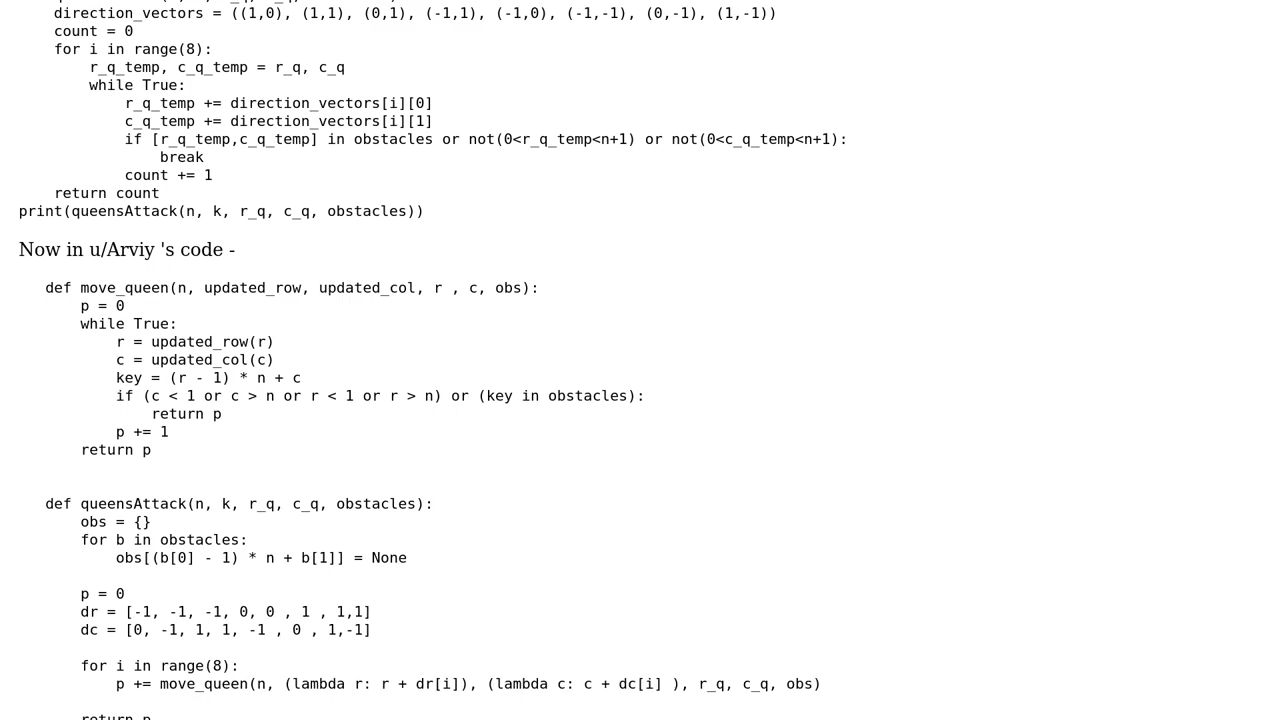 direction_vectors = ((1,0), (1,1), (0,1), (-1,1), (-1,0), (-1,-1), (0,-1), (1,-1))
    count = 0
    for i in range(8):
        r_q_temp, c_q_temp = r_q, c_q
        while True:
            r_q_temp += direction_vectors[i][0]
            c_q_temp += direction_vectors[i][1]
            if [r_q_temp,c_q_temp] in obstacles or not(0<r_q_temp<n+1) or not(0<c_q_temp<n+1):
                break
            count += 1
    return count
print(queensAttack(n, k, r_q, c_q, obstacles))
Now in u/Arviy 's code -
   def move_queen(n, updated_row, updated_col, r , c, obs):
       p = 0
       while True:
           r = updated_row(r)
           c = updated_col(c)
           key = (r - 1) * n + c
           if (c < 1 or c > n or r < 1 or r > n) or (key in obstacles):
               return p
           p += 1
       return p
   def queensAttack(n, k, r_q, c_q, obstacles):
       obs = {}
       for b in obstacles:
           obs[(b[0] - 1) * n + b[1]] = None
       p = 0
       dr = [-1, -1, -1, 0, 0 , 1 , 1,1]
       dc = [0, -1, 1, 1, -1 , 0 , 1,-1]
       for i in range(8):
           p += move_queen(n, (lambda r: r + dr[i]), (lambda c: c + dc[i] ), r_q, c_q, obs)
       return p